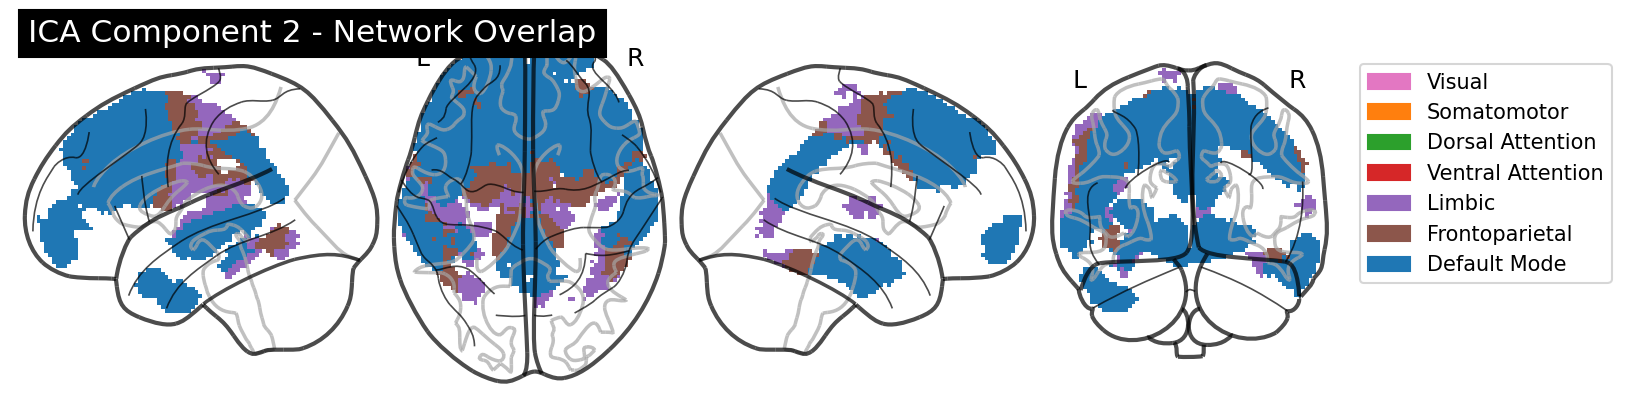 ICA Component 2 - Network Overlap
L
R
L
R
Visual
Somatomotor
Dorsal Attention
Ventral Attention
Limbic
Frontoparietal
Default Mode